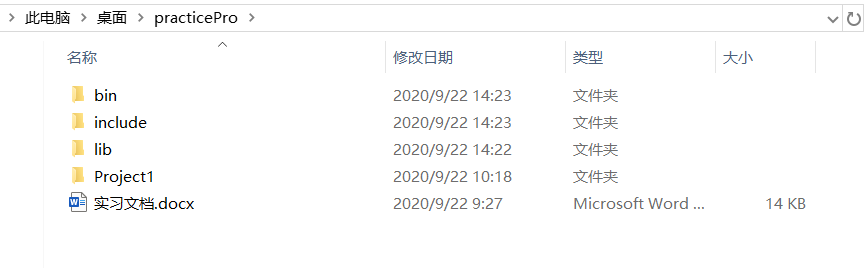 此电脑 桌面 practicePro
名称 修改日期 类型 大小
bin 2020/9/22 14:23 文件夹
include 2020/9/22 14:23 文件夹
lib 2020/9/22 14:22 文件夹
Project1 2020/9/22 10:18 文件夹
实习文档.docx 2020/9/22 9:27 Microsoft Word ... 14 KB